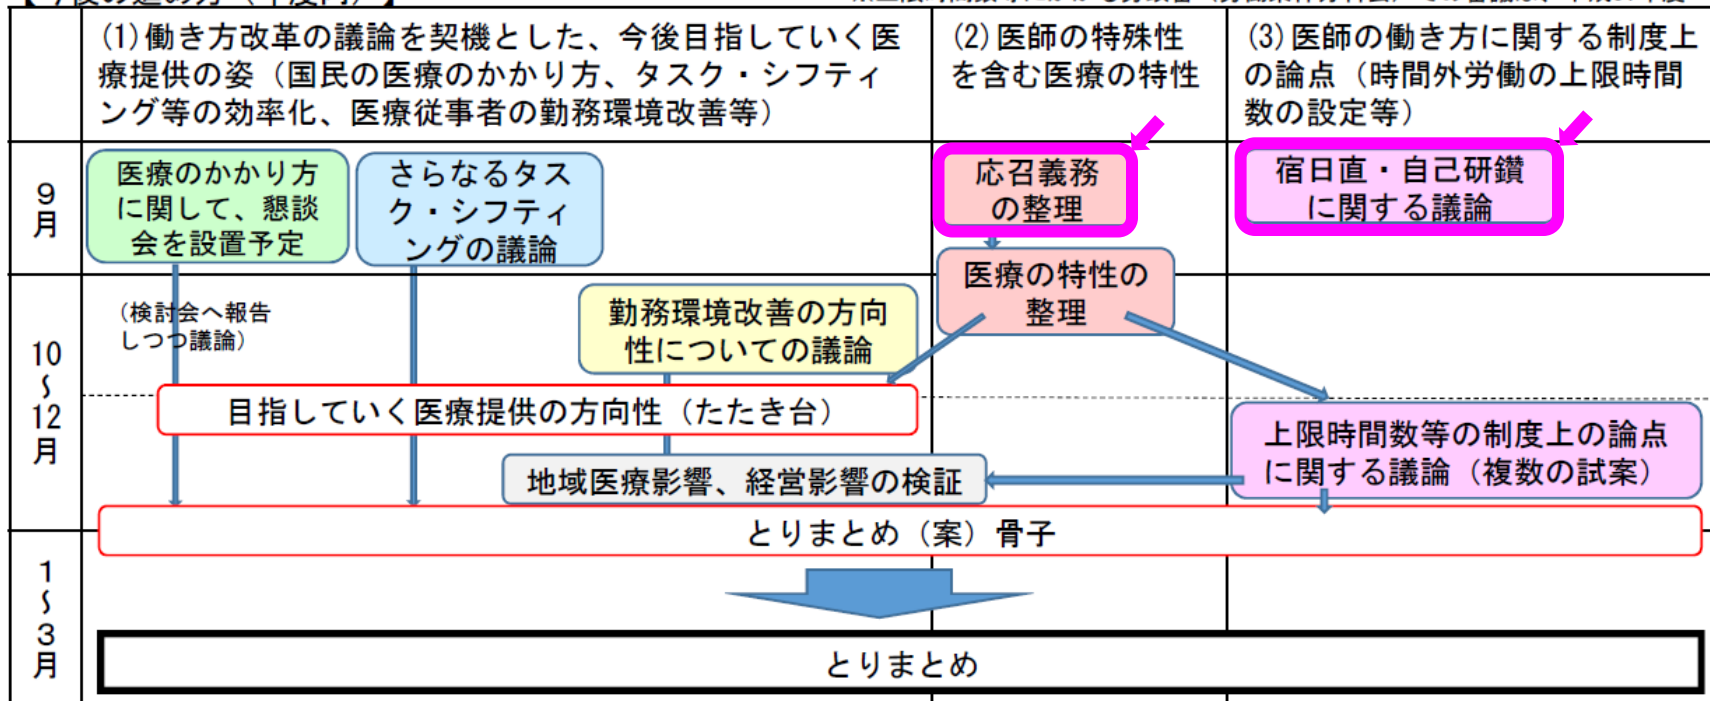 (1)働き方改革の議論を契機とした、今後目指していく医
療提供の姿（国民の医療のかかり方、タスク・シフティ
ング等の効率化、医療従事者の勤務環境改善等）
(2)医師の特殊性
を含む医療の特性
(3)医師の働き方に関する制度上
の論点（時間外労働の上限時間
数の設定等）
9
月
医療のかかり方
に関して、懇談
会を設置予定
さらなるタス
ク・シフティ
ングの議論
応召義務
の整理
宿日直・自己研鑽
に関する議論
医療の特性の
整理
10
～
12
月
（検討会へ報告
しつつ議論）
勤務環境改善の方向
性についての議論
目指していく医療提供の方向性（たたき台）
上限時間数等の制度上の論点
に関する議論（複数の試案）
地域医療影響、経営影響の検証
とりまとめ（案）骨子
1
～
3
月
とりまとめ